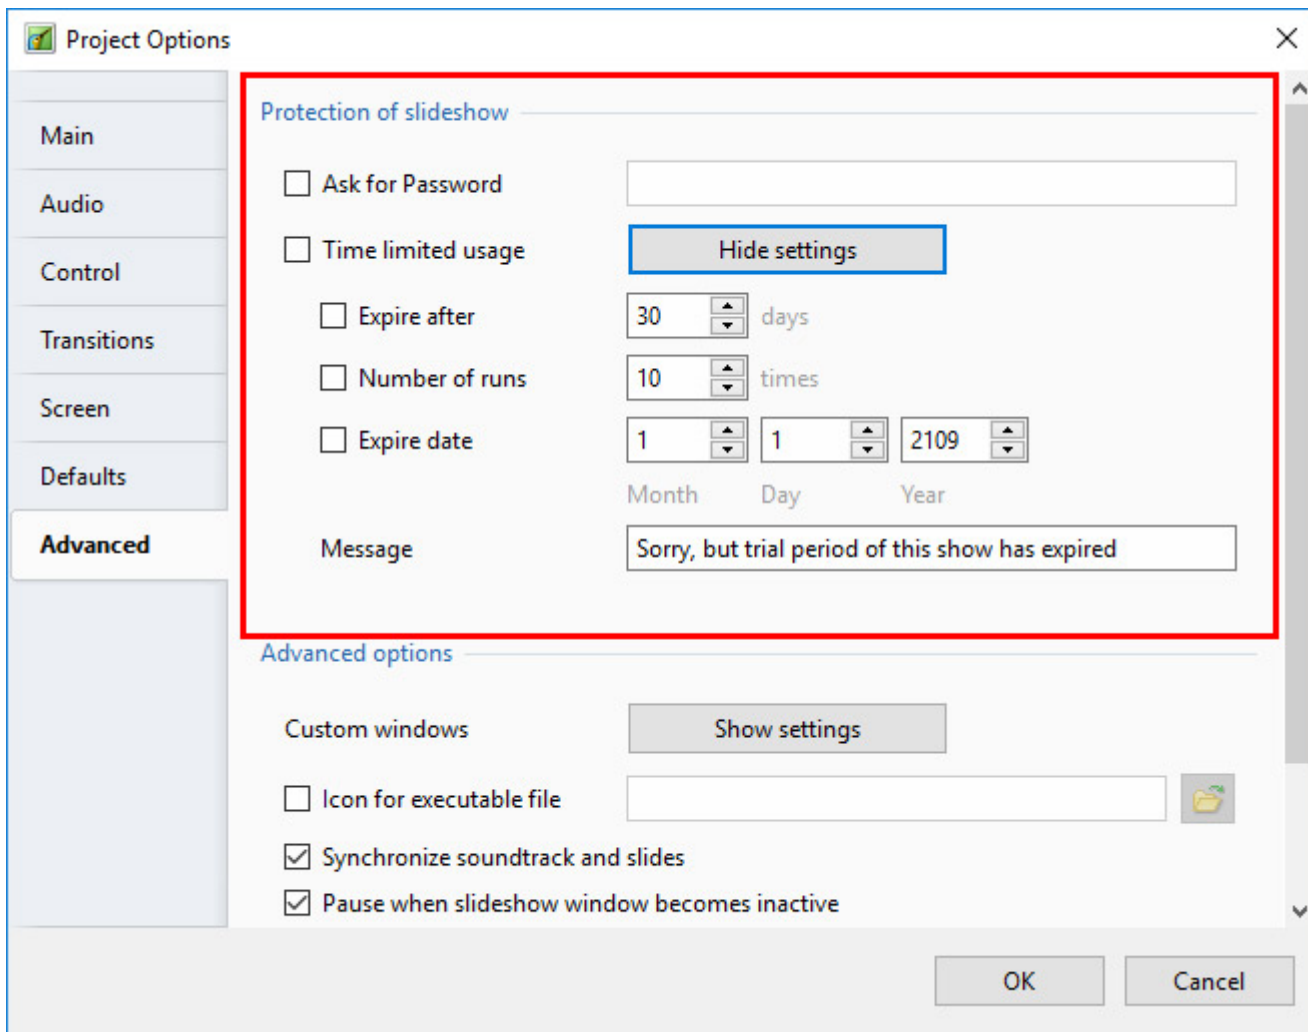 Project Options
Main
Audio
Control
Transitions
Screen
Defaults
Advanced
Protection of slideshow
Ask for Password
Time limited usage Hide settings
Expire after 30 days
Number of runs 10 times
Expire date 1 1 2109
Month Day Year
Message Sorry, but trial period of this show has expired
Advanced options
Custom windows Show settings
Icon for executable file
Synchronize soundtrack and slides
Pause when slideshow window becomes inactive
OK Cancel